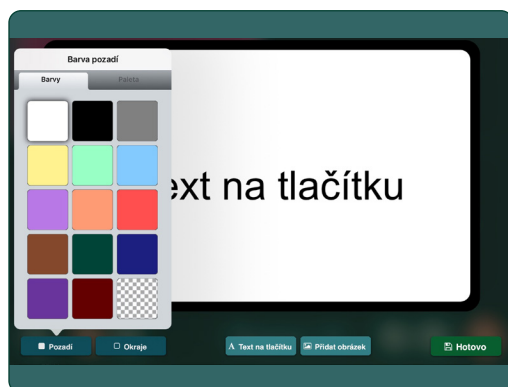 Barva pozadí
Barvy
Paleta
ext na tlačítku
Pozadí
Okraje
Text na tlačítku
Přidat obrázek
Hotovo